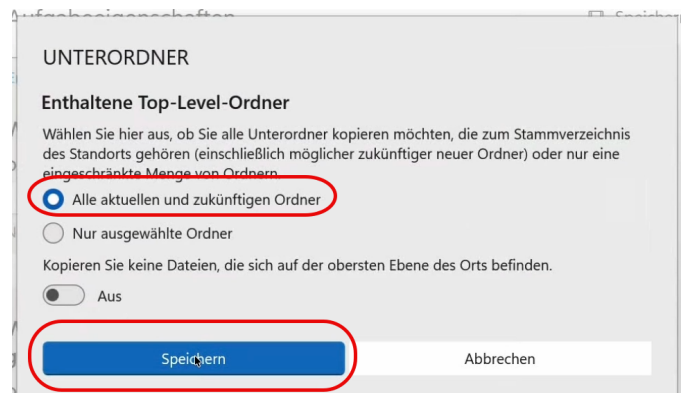 Aufgabeeigenschaften
Speichern
UNTERORDNER
Enthaltene Top-Level-Ordner
Wählen Sie hier aus, ob Sie alle Unterordner kopieren möchten, die zum Stammverzeichnis
des Standorts gehören (einschließlich möglicher zukünftiger neuer Ordner) oder nur eine
eingeschränkte Menge von Ordnern
Alle aktuellen und zukünftigen Ordner
Nur ausgewählte Ordner
Kopieren Sie keine Dateien, die sich auf der obersten Ebene des Orts befinden.
Aus
Speichern
Abbrechen